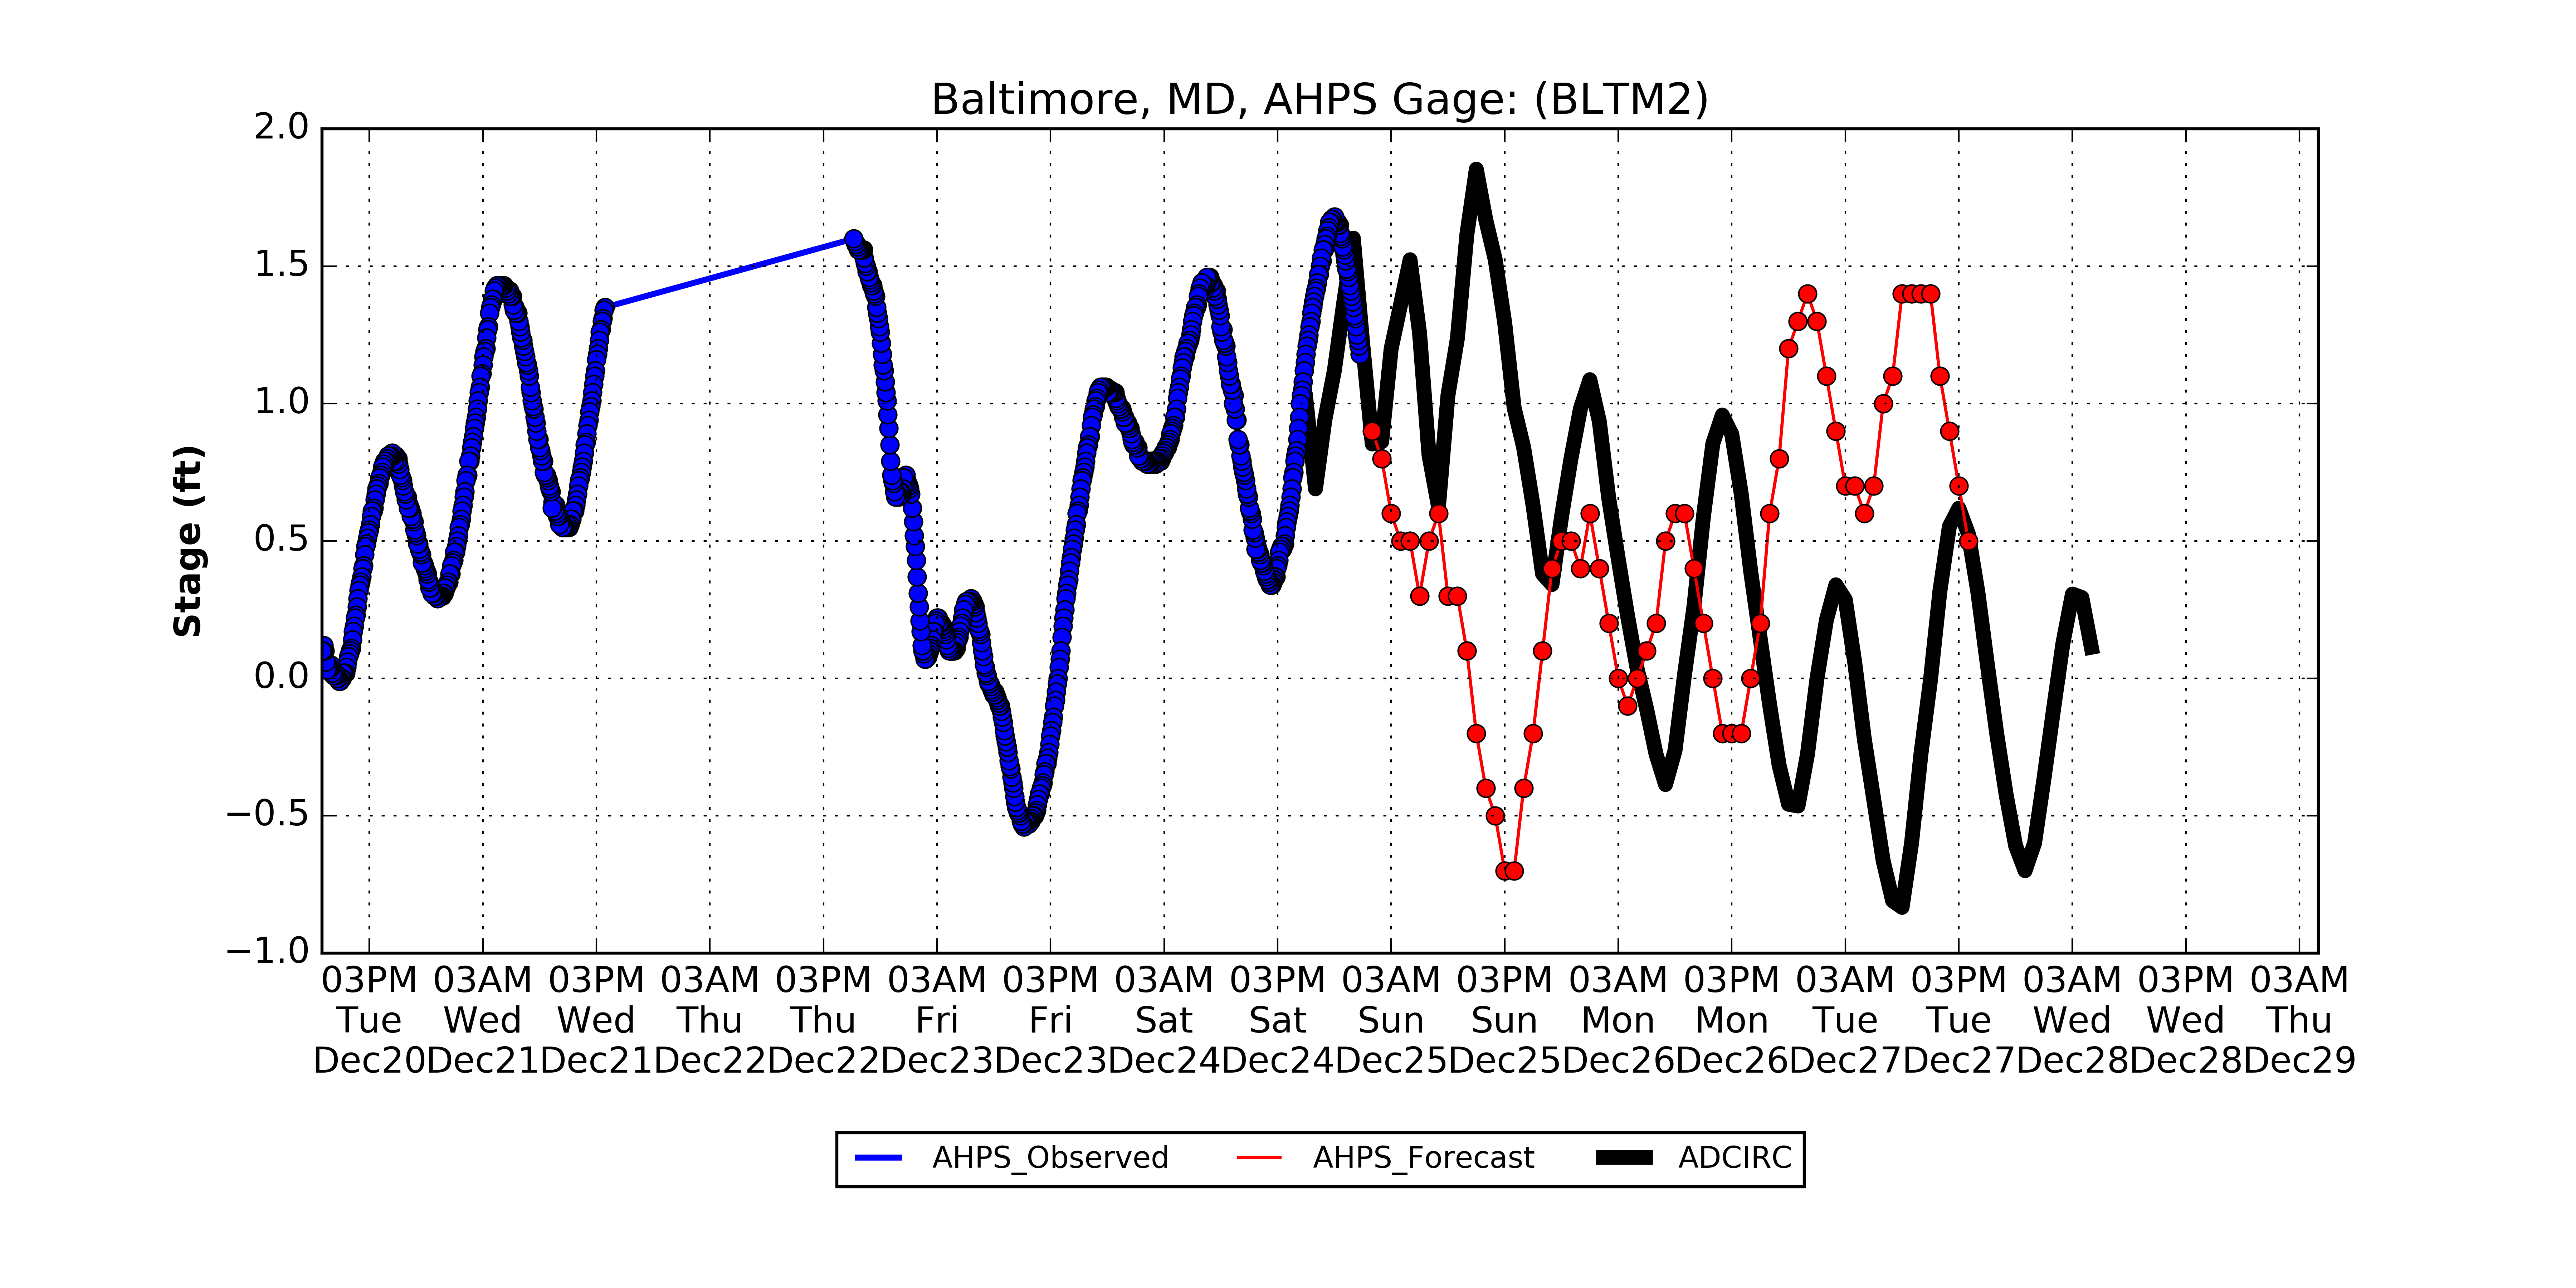 Baltimore, MD, AHPS Gage: (BLTM2)
Stage (ft)
2.0
1.5
1.0
0.5
0.0
−0.5
−1.0
03PM 03AM 03PM 03AM 03PM 03AM 03PM 03AM 03PM 03AM 03PM 03AM 03PM 03AM 03PM 03AM 03PM 03AM
Tue Wed Wed Thu Thu Fri Fri Sat Sat Sun Sun Mon Mon Tue Tue Wed Wed Thu
Dec20 Dec21 Dec21 Dec22 Dec22 Dec23 Dec23 Dec24 Dec24 Dec25 Dec25 Dec26 Dec26 Dec27 Dec27 Dec28 Dec28 Dec29
AHPS_Observed AHPS_Forecast ADCIRC